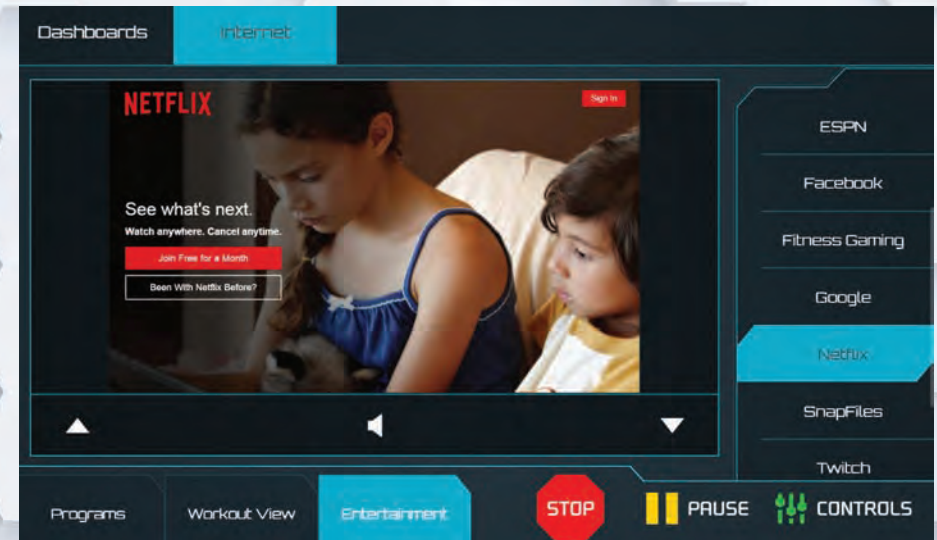 Dashboards
Internet
NETFLIX
Sign In
See what's next.
Watch anywhere. Cancel anytime.
Join Free for a Month
Been With Netflix Before?
ESPN
Facebook
Fitness Gaming
Google
Netflix
SnapFiles
Twitch
Programs
Workout View
Entertainment
STOP
PAUSE
CONTROLS